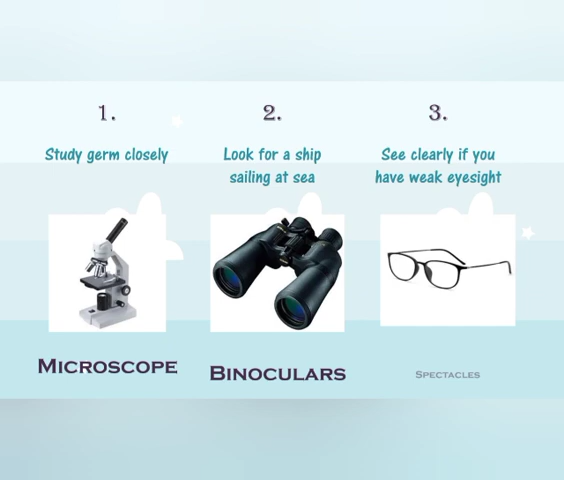 1.
Study germ closely
Microscope
2.
Look for a ship
sailing at sea
Binoculars
3.
See clearly if you
have weak eyesight
Spectacles